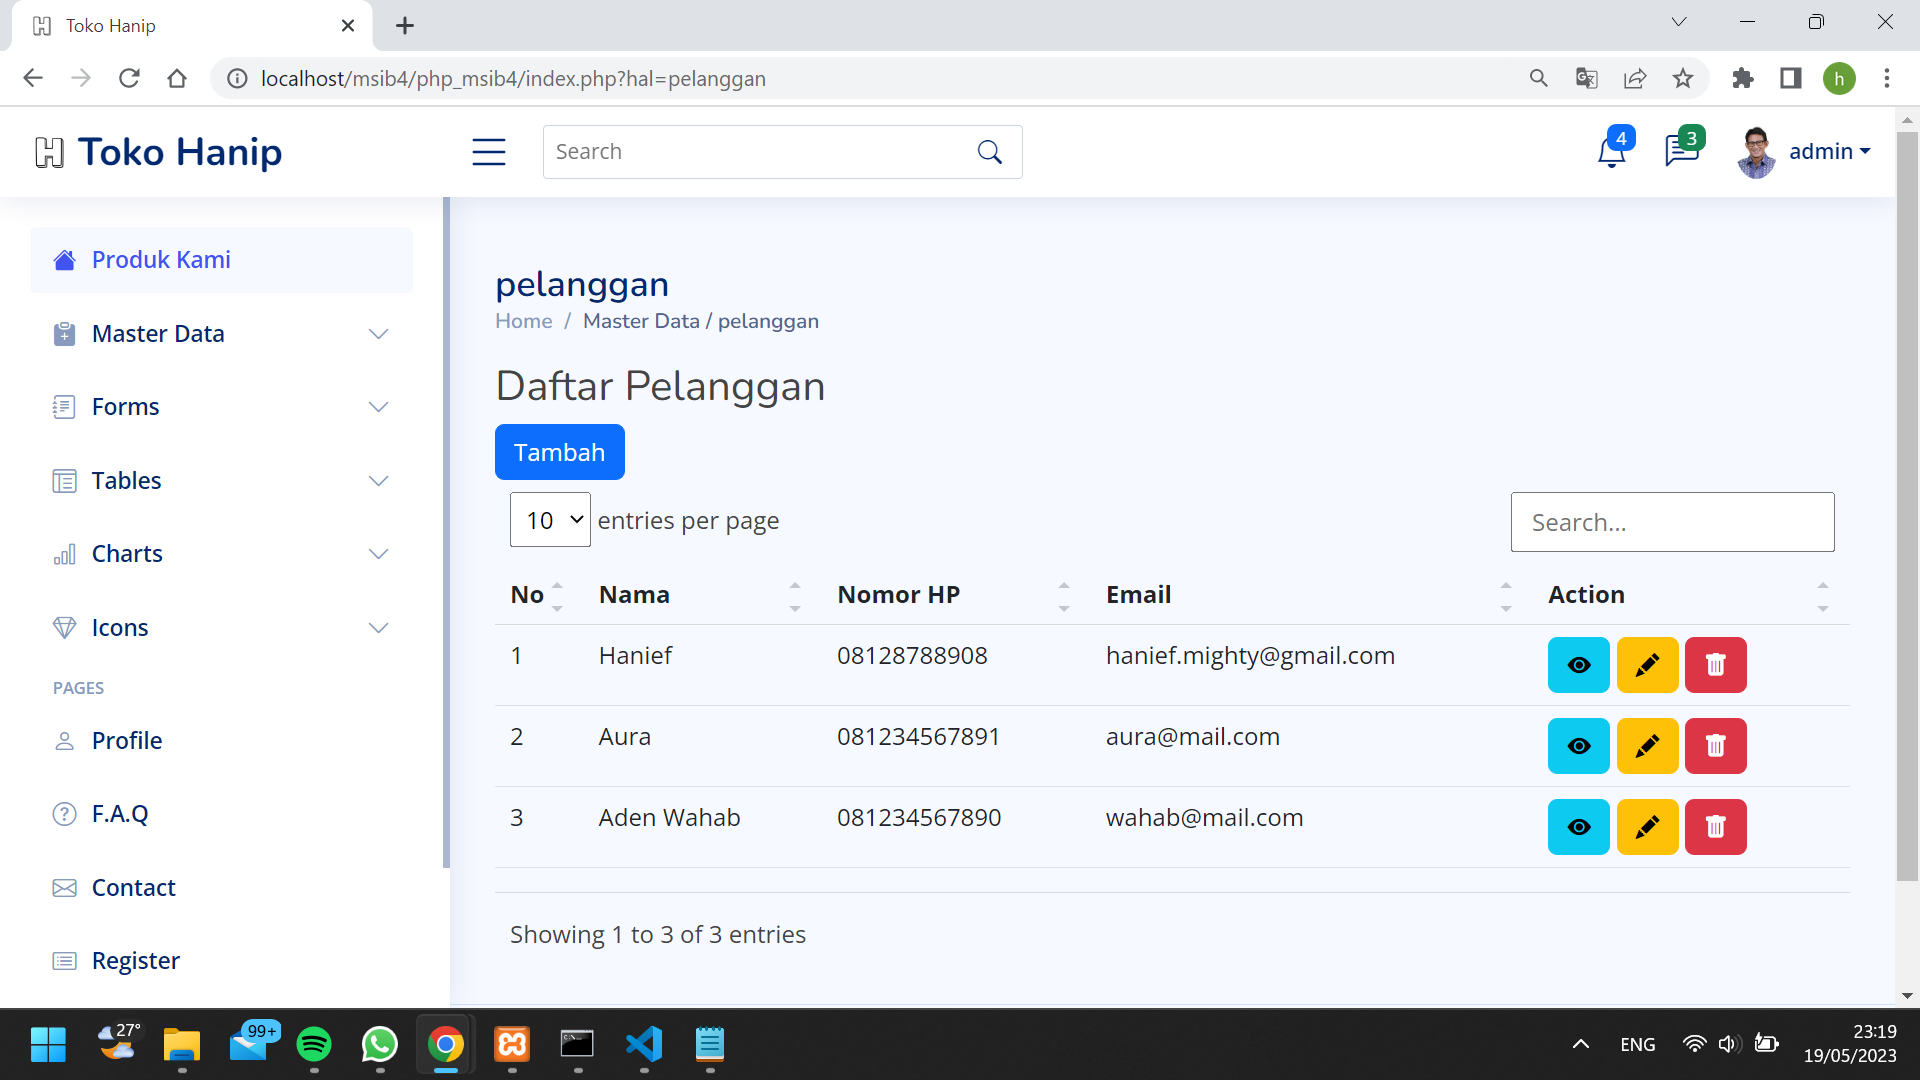 Toko Hanip
localhost/msib4/php_msib4/index.php?hal=pelanggan
h
Toko Hanip
Search
4
3
admin
Produk Kami
Master Data
Forms
Tables
Charts
Icons
PAGES
Profile
F.A.Q
Contact
Register
pelanggan
Home / Master Data / pelanggan
Daftar Pelanggan
Tambah
10 entries per page
Search...
No Nama Nomor HP Email Action
1 Hanief 08128788908 hanief.mighty@gmail.com
2 Aura 081234567891 aura@mail.com
3 Aden Wahab 081234567890 wahab@mail.com
Showing 1 to 3 of 3 entries
27°
99+
ENG
23:19
19/05/2023